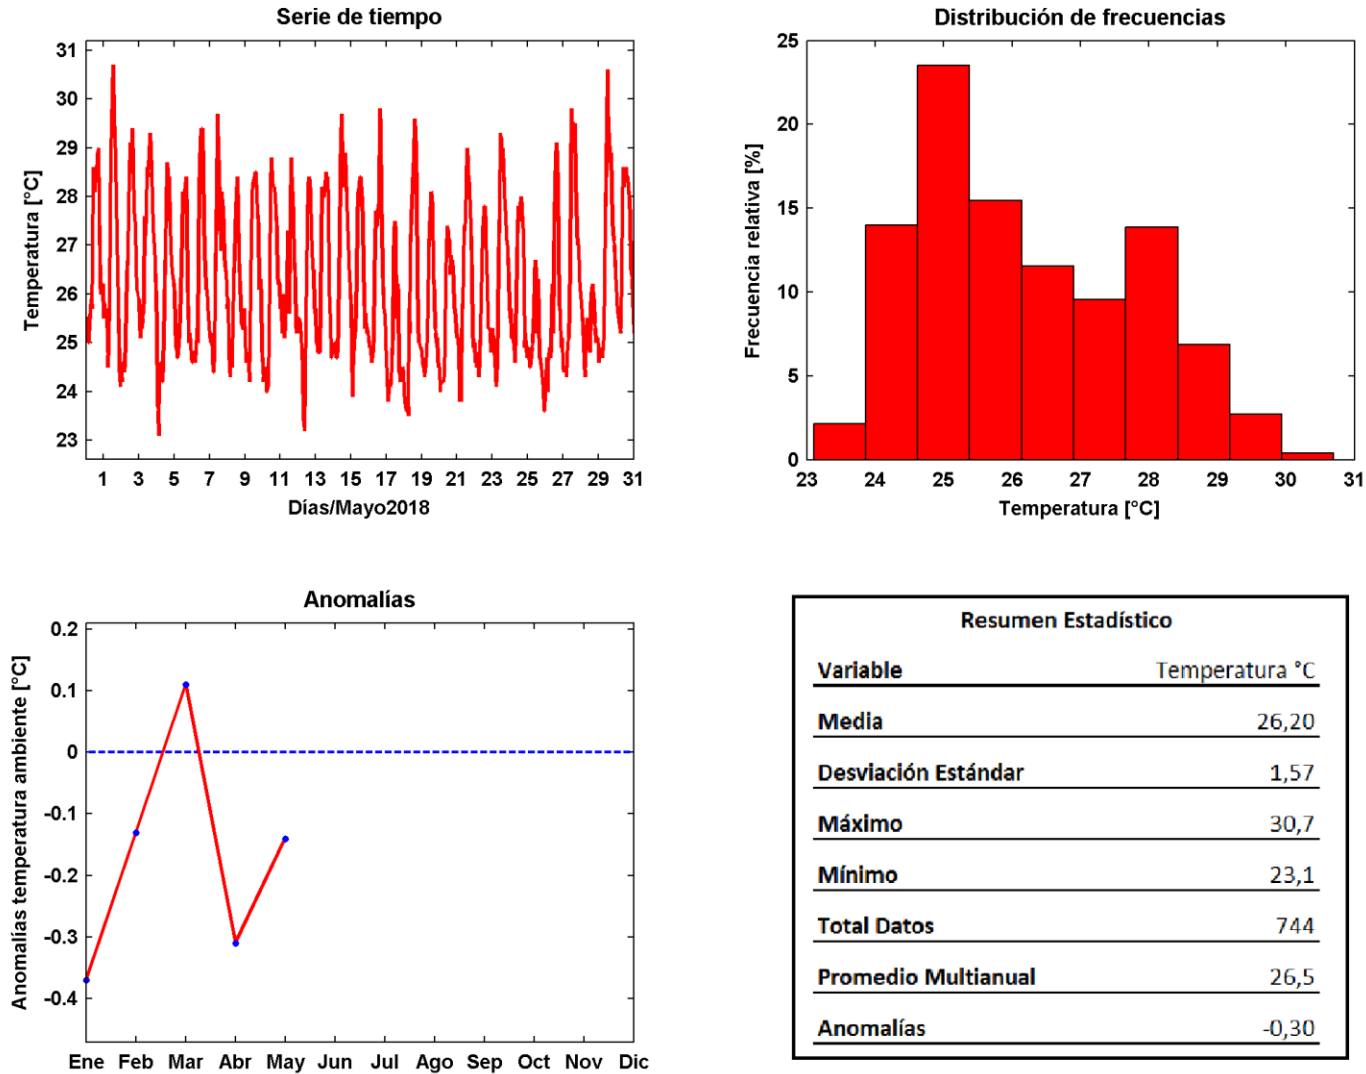 Serie de tiempo
Temperatura [°C]
31
30
29
28
27
26
25
24
23
1 3 5 7 9 11 13 15 17 19 21 23 25 27 29 31
Días/Mayo2018
Distribución de frecuencias
Frecuencia relativa [%]
25
20
15
10
5
0
23 24 25 26 27 28 29 30 31
Temperatura [°C]
Anomalías
Anomalías temperatura ambiente [°C]
0.2
0.1
0
-0.1
-0.2
-0.3
-0.4
Ene Feb Mar Abr May Jun Jul Ago Sep Oct Nov Dic
Resumen Estadístico
Variable Temperatura °C
Media 26,20
Desviación Estándar 1,57
Máximo 30,7
Mínimo 23,1
Total Datos 744
Promedio Multianual 26,5
Anomalías -0,30